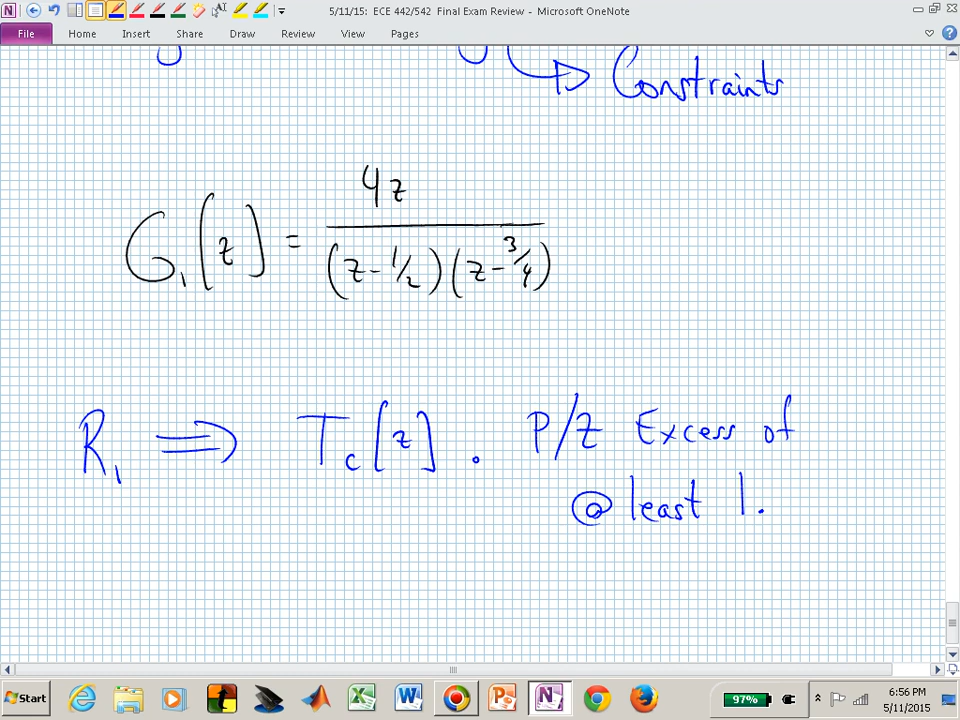 5/11/15: ECE 442/542 Final Exam Review - Microsoft OneNote
File Home Insert Share Draw Review View Pages
Constraints
G₁[z] = 4z / (z - 1/2)(z - 3/4)
R₁ ⟹ T_c[z] . P/Z Excess of
@ least 1.
Start 97% 6:56 PM
5/11/2015